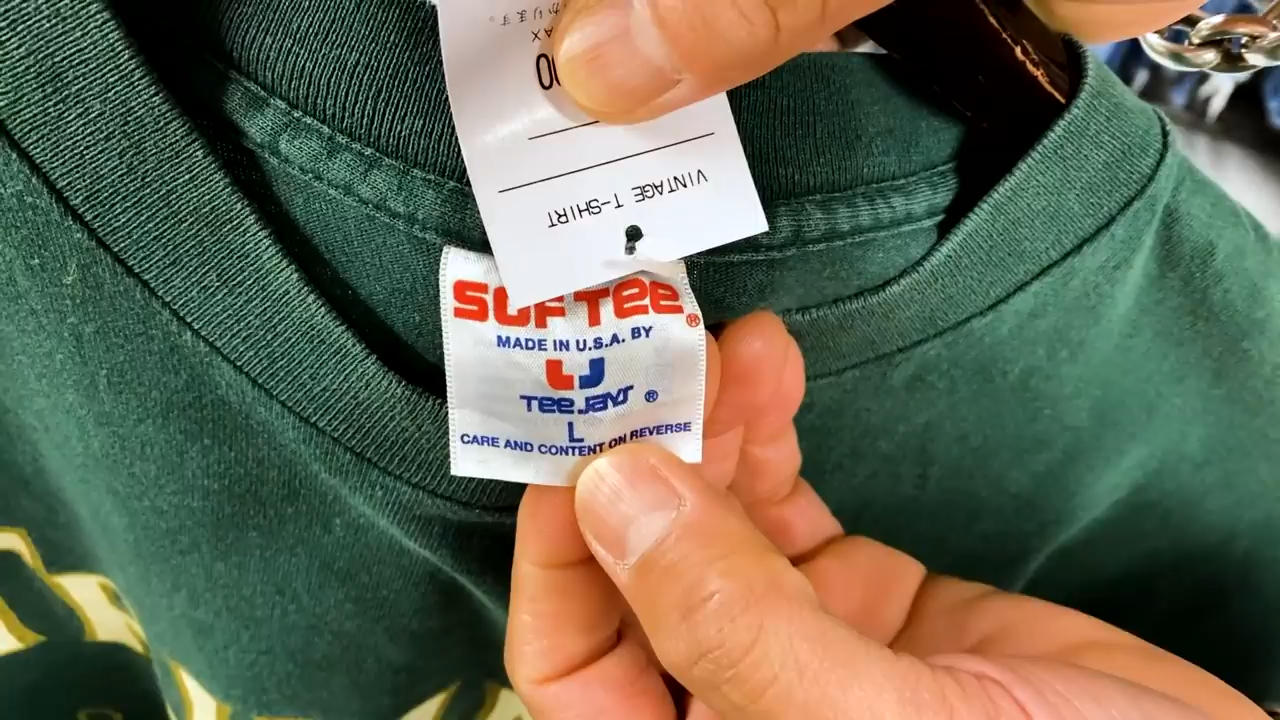 VINTAGE T-SHIRT
SOFTEE®
MADE IN U.S.A. BY
TEE JAYS ®
L
CARE AND CONTENT ON REVERSE